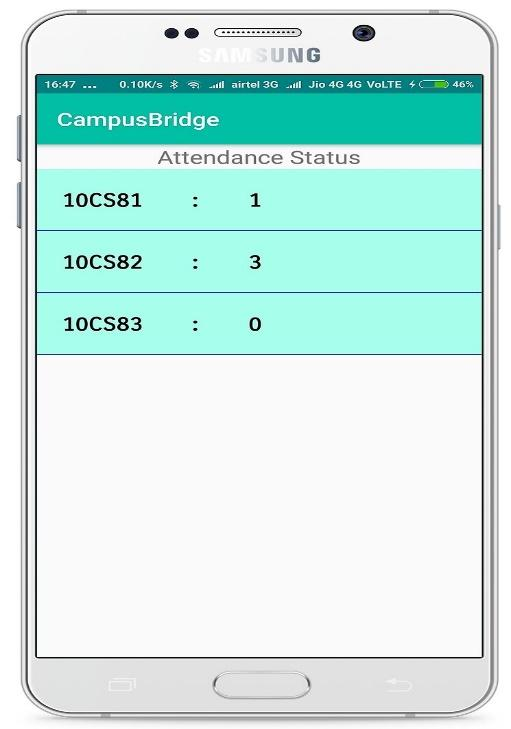 SAMSUNG
16:47 ... 0.10K/s airtel 3G Jio 4G 4G VoLTE 46%
CampusBridge
Attendance Status
10CS81 : 1
10CS82 : 3
10CS83 : 0